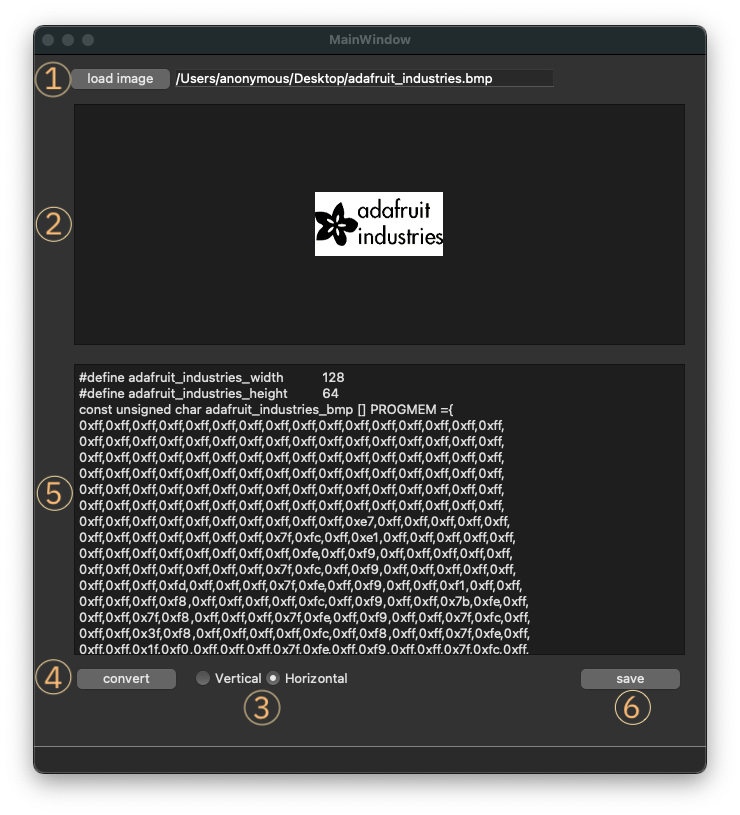 MainWindow
① load image /Users/anonymous/Desktop/adafruit_industries.bmp
②
adafruit
industries
#define adafruit_industries_width 128
#define adafruit_industries_height 64
const unsigned char adafruit_industries_bmp [] PROGMEM ={
0xff,0xff,0xff,0xff,0xff,0xff,0xff,0xff,0xff,0xff,0xff,0xff,0xff,0xff,0xff,0xff,
0xff,0xff,0xff,0xff,0xff,0xff,0xff,0xff,0xff,0xff,0xff,0xff,0xff,0xff,0xff,0xff,
0xff,0xff,0xff,0xff,0xff,0xff,0xff,0xff,0xff,0xff,0xff,0xff,0xff,0xff,0xff,0xff,
0xff,0xff,0xff,0xff,0xff,0xff,0xff,0xff,0xff,0xff,0xff,0xff,0xff,0xff,0xff,0xff,
⑤ 0xff,0xff,0xff,0xff,0xff,0xff,0xff,0xff,0xff,0xff,0xff,0xff,0xff,0xff,0xff,0xff,
0xff,0xff,0xff,0xff,0xff,0xff,0xff,0xff,0xff,0xff,0xff,0xff,0xff,0xff,0xff,0xff,
0xff,0xff,0xff,0xff,0xff,0xff,0xff,0xff,0xff,0xff,0xe7,0xff,0xff,0xff,0xff,0xff,
0xff,0xff,0xff,0xff,0xff,0xff,0xff,0x7f,0xfc,0xff,0xe1,0xff,0xff,0xff,0xff,0xff,
0xff,0xff,0xff,0xff,0xff,0xff,0xff,0xff,0xfe,0xff,0xf9,0xff,0xff,0xff,0xff,0xff,
0xff,0xff,0xff,0xff,0xff,0xff,0xff,0x7f,0xfc,0xff,0xf9,0xff,0xff,0xff,0xff,0xff,
0xff,0xff,0xff,0xfd,0xff,0xff,0xff,0x7f,0xfe,0xff,0xf9,0xff,0xff,0xf1,0xff,0xff,
0xff,0xff,0xff,0xf8,0xff,0xff,0xff,0xff,0xfc,0xff,0xf9,0xff,0xff,0x7b,0xfe,0xff,
0xff,0xff,0x7f,0xf8,0xff,0xff,0xff,0x7f,0xfe,0xff,0xf9,0xff,0xff,0x7f,0xfc,0xff,
0xff,0xff,0x3f,0xf8,0xff,0xff,0xff,0xff,0xfc,0xff,0xf8,0xff,0xff,0x7f,0xfe,0xff,
0xff,0xff,0x1f,0xf0,0xff,0xff,0xff,0x7f,0xfe,0xff,0xf9,0xff,0xff,0x7f,0xfc,0xff,
④ convert Vertical Horizontal save
③ ⑥